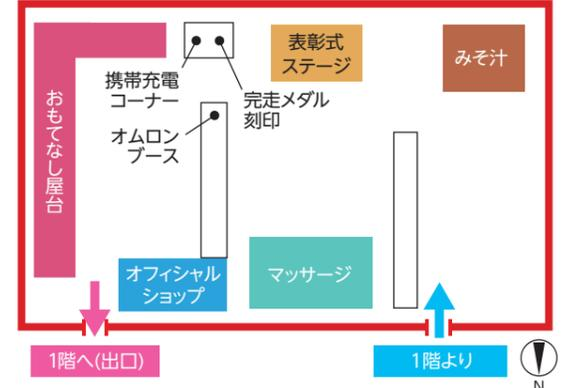 表彰式
ステージ
みそ汁
携帯充電
コーナー
完走メダル
刻印
おもてなし屋台
オムロン
ブース
オフィシャル
ショップ
マッサージ
1階へ(出口)
1階より
N